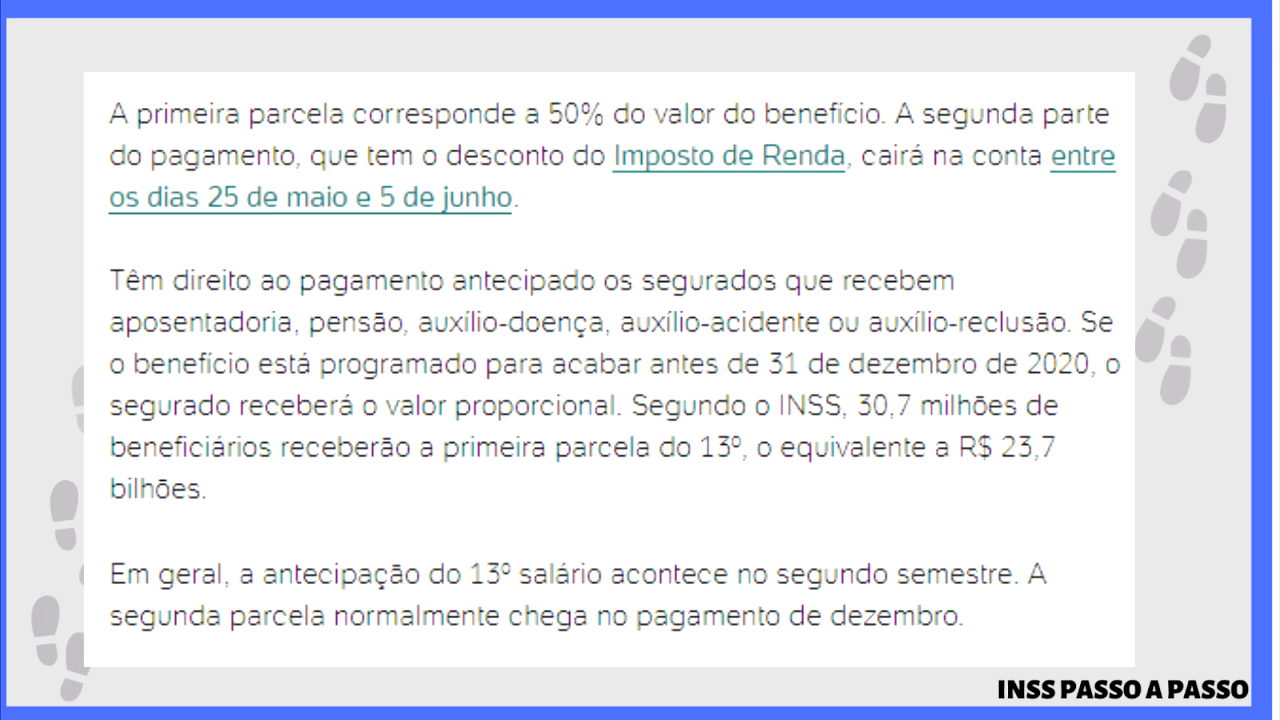 A primeira parcela corresponde a 50% do valor do benefício. A segunda parte
do pagamento, que tem o desconto do Imposto de Renda, cairá na conta entre
os dias 25 de maio e 5 de junho.
Têm direito ao pagamento antecipado os segurados que recebem
aposentadoria, pensão, auxílio-doença, auxílio-acidente ou auxílio-reclusão. Se
o benefício está programado para acabar antes de 31 de dezembro de 2020, o
segurado receberá o valor proporcional. Segundo o INSS, 30,7 milhões de
beneficiários receberão a primeira parcela do 13º, o equivalente a R$ 23,7
bilhões.
Em geral, a antecipação do 13º salário acontece no segundo semestre. A
segunda parcela normalmente chega no pagamento de dezembro.
INSS PASSO A PASSO